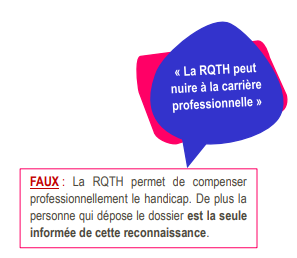 « La RQTH peut
nuire à la carrière
professionnelle »
FAUX : La RQTH permet de compenser
professionnellement le handicap. De plus la
personne qui dépose le dossier est la seule
informée de cette reconnaissance.